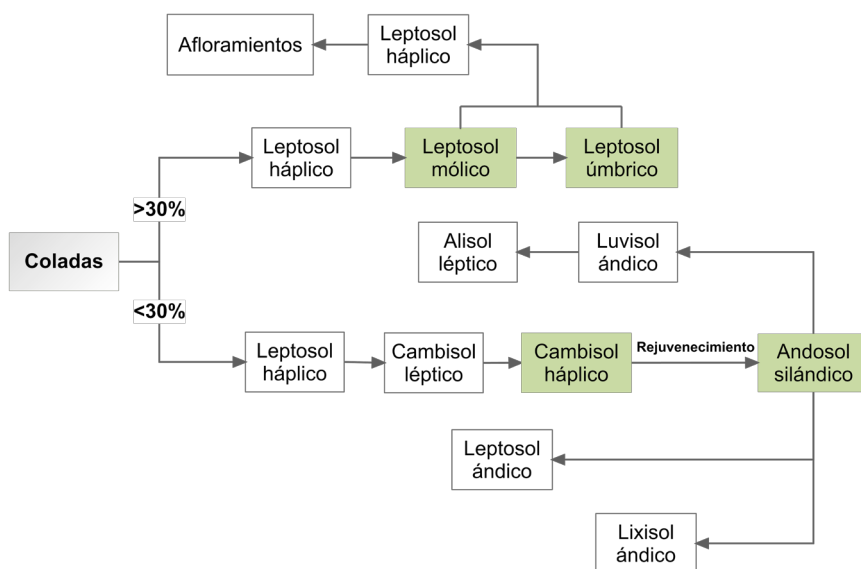 Afloramientos
Leptosol
háplico
Leptosol
háplico
Leptosol
mólico
Leptosol
úmbrico
>30%
Coladas
<30%
Alisol
léptico
Luvisol
ándico
Leptosol
háplico
Cambisol
léptico
Cambisol
háplico
Rejuvenecimiento
Andosol
silándico
Leptosol
ándico
Lixisol
ándico